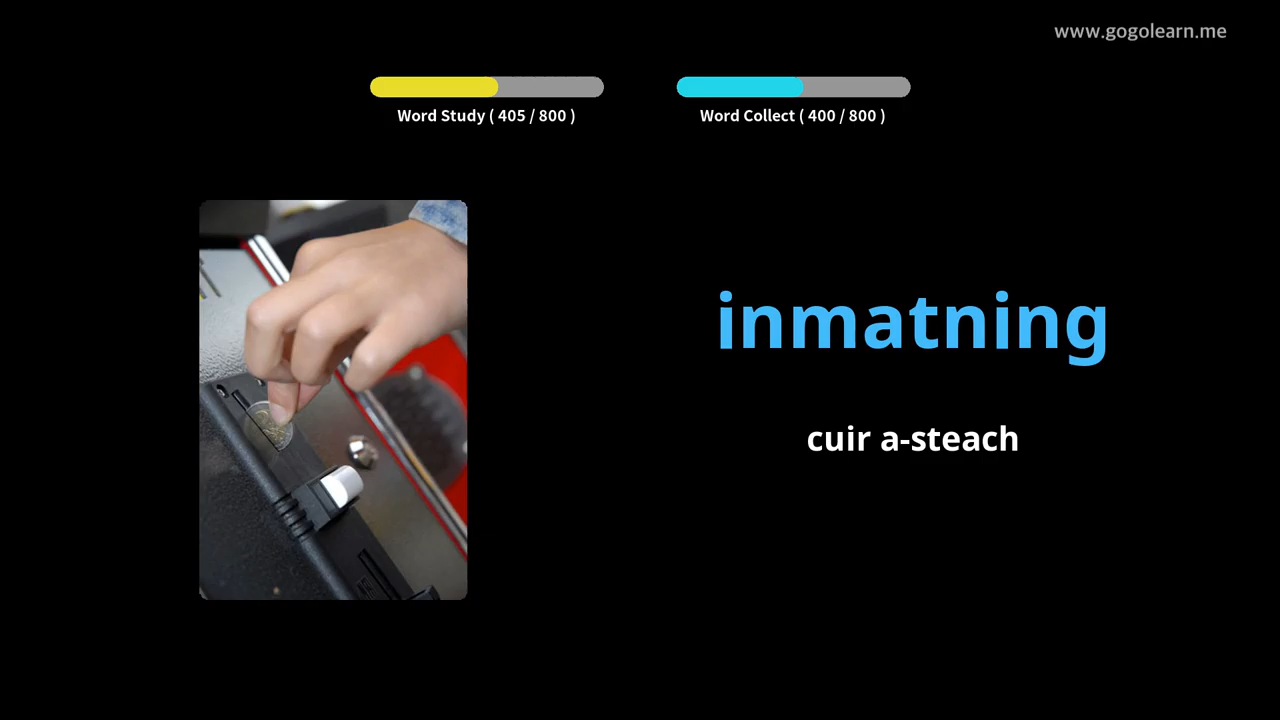 www.gogolearn.me
Word Study ( 405 / 800 )
Word Collect ( 400 / 800 )
inmatning
cuir a-steach